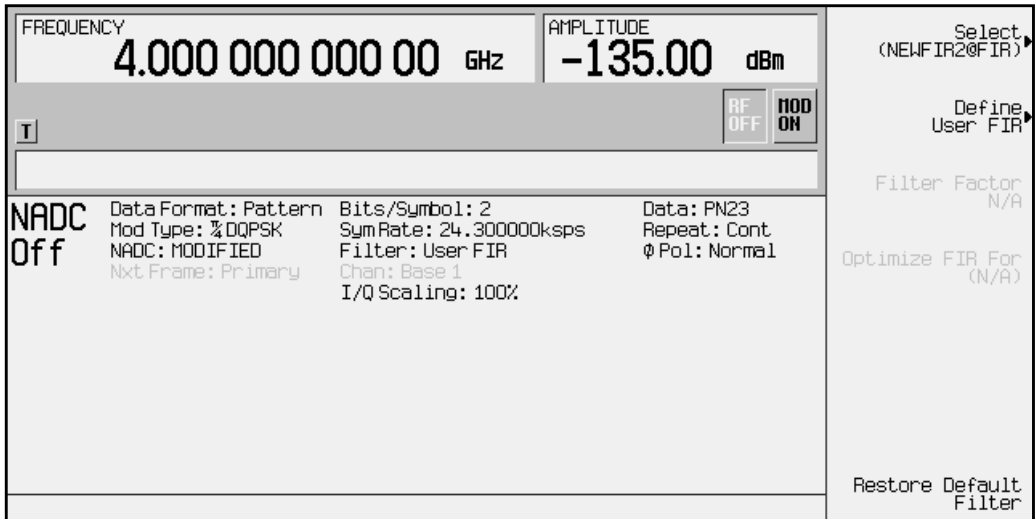 FREQUENCY
4.000 000 000 00 GHz
AMPLITUDE
-135.00 dBm
RF
OFF
MOD
ON
T
NADC
Off
Data Format: Pattern
Mod Type: π/4 DQPSK
NADC: MODIFIED
Nxt Frame: Primary
Bits/Symbol: 2
Sym Rate: 24.300000ksps
Filter: User FIR
Chan: Base 1
I/Q Scaling: 100%
Data: PN23
Repeat: Cont
Φ Pol: Normal
Select
(NEWFIR2@FIR)
Define
User FIR
Filter Factor
N/A
Optimize FIR For
(N/A)
Restore Default
Filter